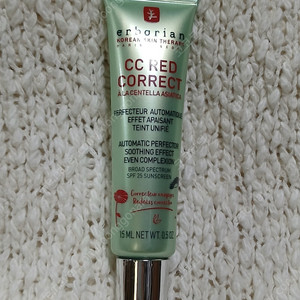 erborian
KOREAN SKIN THERAPY
CC RED
CORRECT
À LA CENTELLA ASIATICA
PERFECTEUR AUTOMATIQUE
EFFET APAISANT
TEINT UNIFIÉ
AUTOMATIC PERFECTION
SOOTHING EFFECT
EVEN COMPLEXION
BROAD SPECTRUM
SPF 25 SUNSCREEN
15 ML NET WT. 0.5 OZ